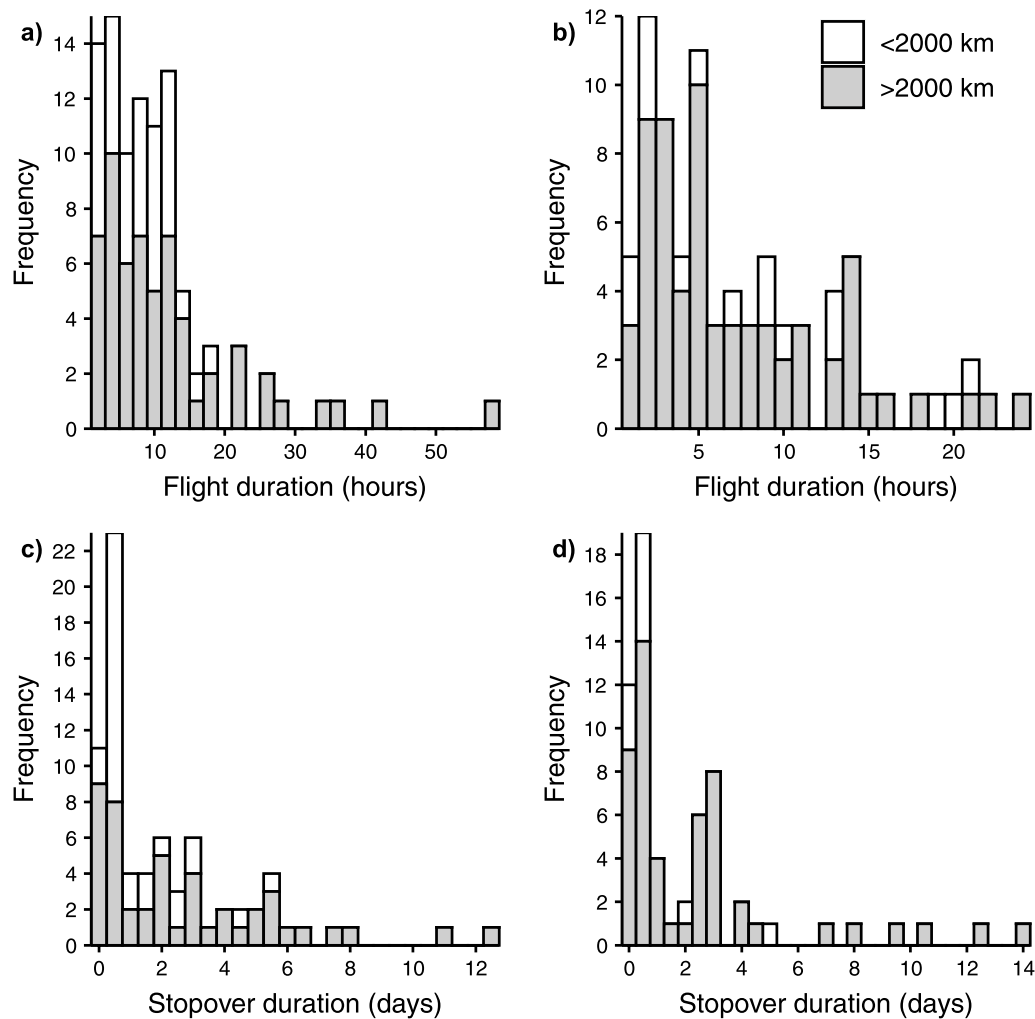 a)
14
12
10
8
6
4
2
0
Frequency
10 20 30 40 50
Flight duration (hours)
b)
12
10
8
6
4
2
0
Frequency
5 10 15 20
Flight duration (hours)
<2000 km
>2000 km
c)
22
20
18
16
14
12
10
8
6
4
2
0
Frequency
0 2 4 6 8 10 12
Stopover duration (days)
d)
18
16
14
12
10
8
6
4
2
0
Frequency
0 2 4 6 8 10 12 14
Stopover duration (days)